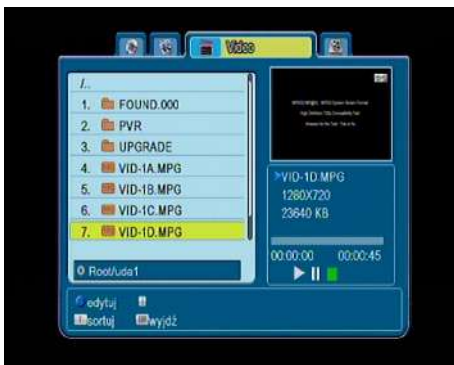 Video
/..
1. FOUND.000
2. PVR
3. UPGRADE
4. VID-1A.MPG
5. VID-1B.MPG
6. VID-1C.MPG
7. VID-1D.MPG
Root/uda1
VID-1D.MPG
1280X720
23640 KB
00:00:00 00:00:45
edytuj
sortuj wyjdź